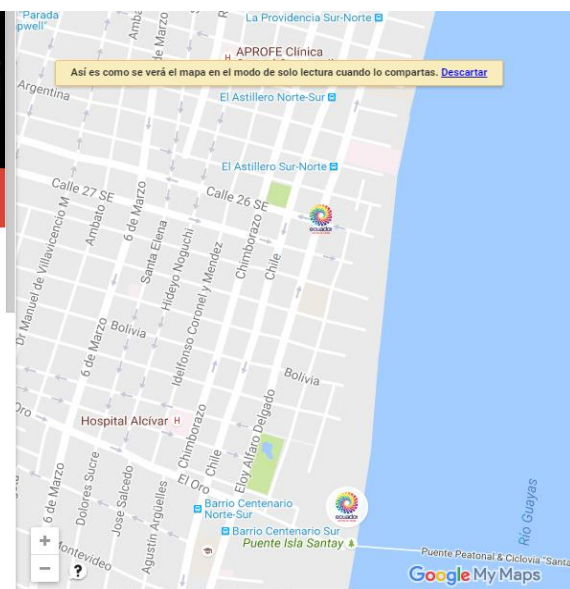 "Parada
pwell"
La Providencia Sur-Norte
Amba
de Marzo
R
APROFE Clínica
H
Así es como se verá el mapa en el modo de solo lectura cuando lo compartas. Descartar
Argentina
El Astillero Norte-Sur
El Astillero Sur-Norte
Calle 27 SE
Calle 26 SE
Dr Manuel de Villavicencio M
Ambato
6 de Marzo
Santa Elena
Hideyo Noguchi
Idelfonso Coronel y Mendez
Chimborazo
Chile
ecuador
Bolivia
6 de Marzo
Bolivia
Oro
Hospital Alcívar H
Chimborazo
Chile
Eloy Alfaro Delgado
El Oro
6 de Marzo
Dolores Sucre
Jose Salcedo
Agustín Argüelles
Barrio Centenario
Norte-Sur
ecuador
Barrio Centenario Sur
Puente Isla Santay
Río Guayas
+
Montevideo
Puente Peatonal & Ciclovia "Santa
−
?
Google My Maps